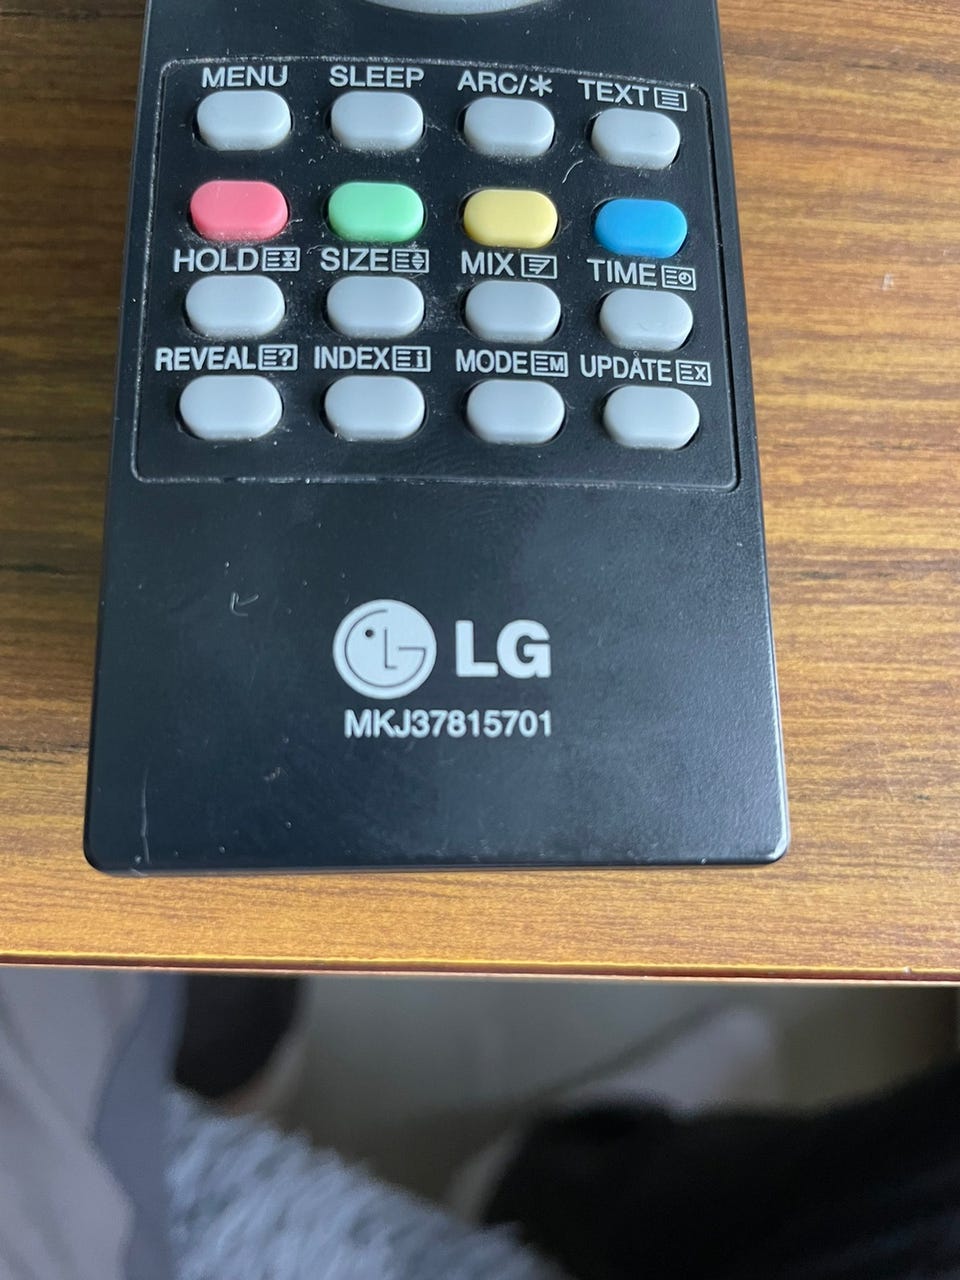 MENU SLEEP ARC/* TEXT
HOLD SIZE MIX TIME
REVEAL ? INDEX i MODE M UPDATE X
LG
MKJ37815701